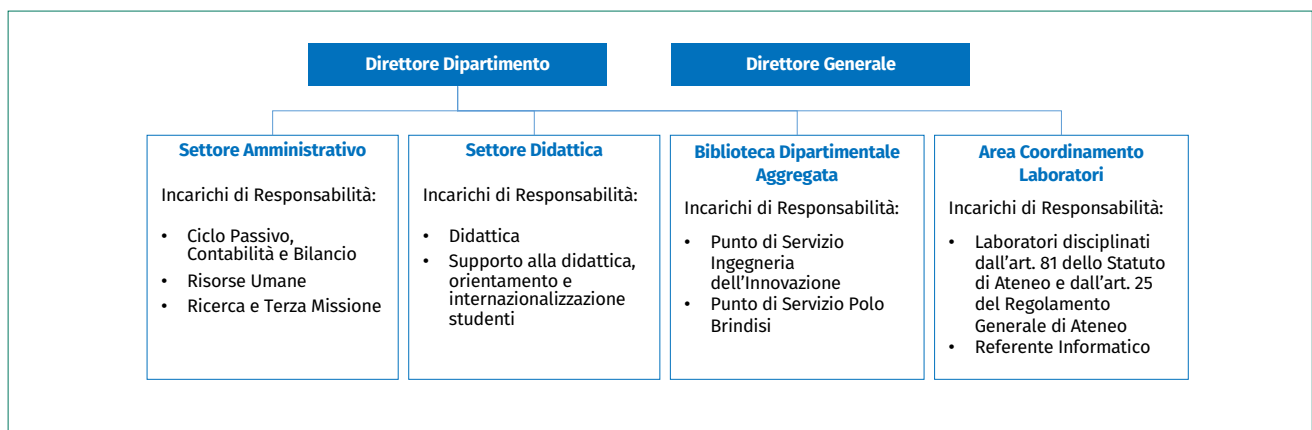 Direttore Dipartimento
Direttore Generale
Settore Amministrativo
Incarichi di Responsabilità:
• Ciclo Passivo,
Contabilità e Bilancio
• Risorse Umane
• Ricerca e Terza Missione
Settore Didattica
Incarichi di Responsabilità:
• Didattica
• Supporto alla didattica,
orientamento e
internazionalizzazione
studenti
Biblioteca Dipartimentale
Aggregata
Incarichi di Responsabilità:
• Punto di Servizio
Ingegneria
dell'Innovazione
• Punto di Servizio Polo
Brindisi
Area Coordinamento
Laboratori
Incarichi di Responsabilità:
• Laboratori disciplinati
dall'art. 81 dello Statuto
di Ateneo e dall'art. 25
del Regolamento
Generale di Ateneo
• Referente Informatico